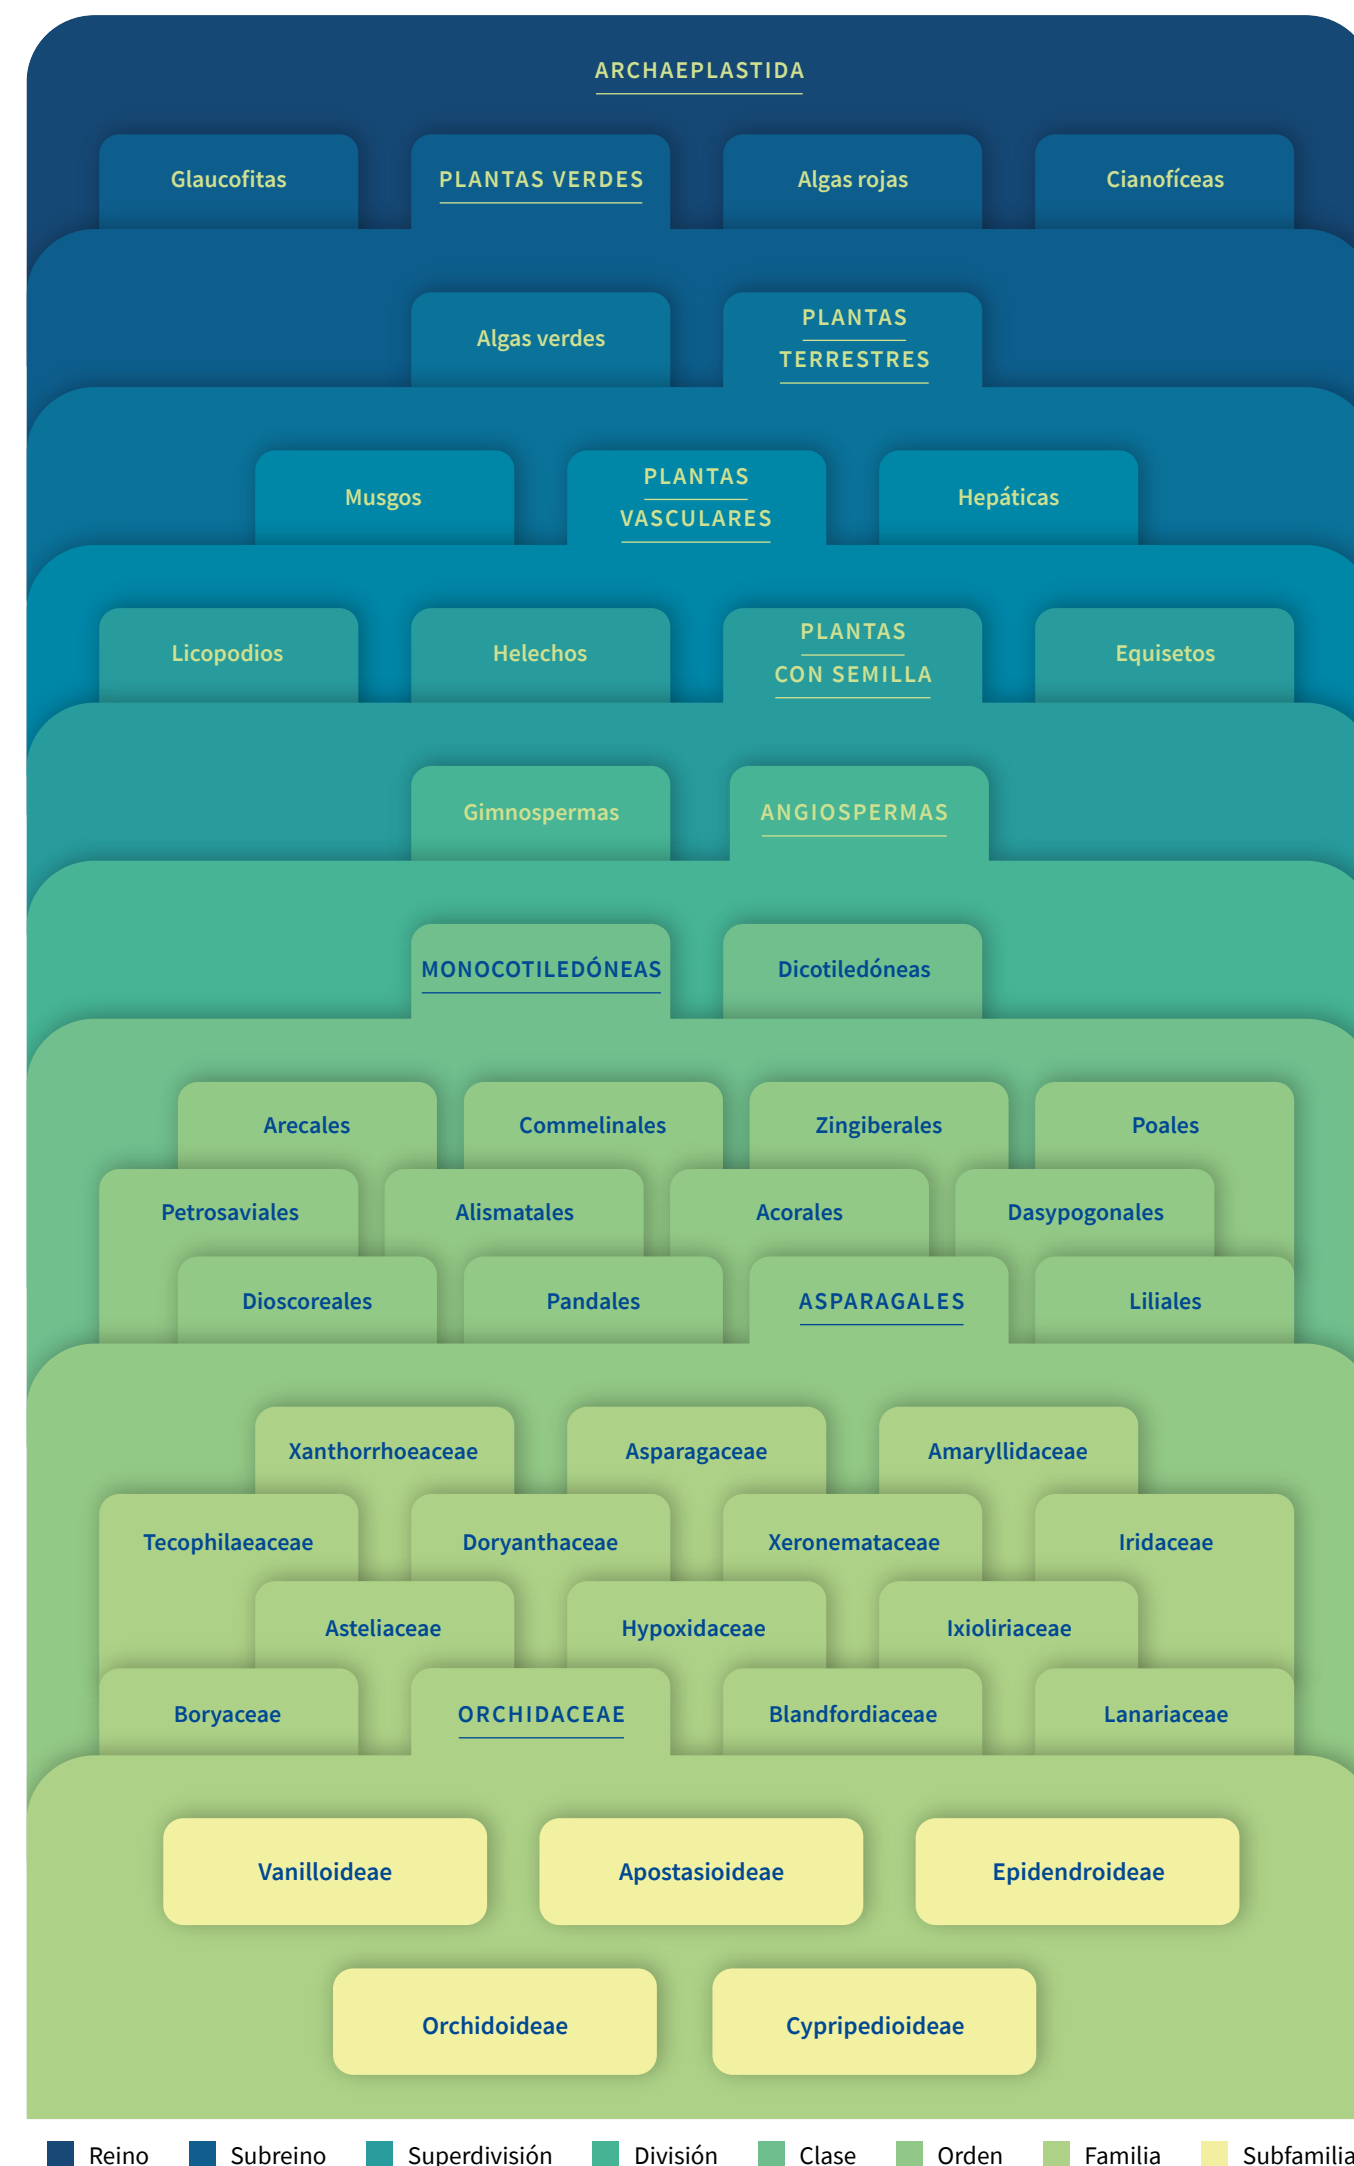 ARCHAEPLASTIDA
Glaucofitas
PLANTAS VERDES
Algas rojas
Cianofíceas
Algas verdes
PLANTAS
TERRESTRES
Musgos
PLANTAS
VASCULARES
Hepáticas
Licopodios
Helechos
PLANTAS
CON SEMILLA
Equisetos
Gimnospermas
ANGIOSPERMAS
MONOCOTILEDÓNEAS
Dicotiledóneas
Arecales
Commelinales
Zingiberales
Poales
Petrosaviales
Alismatales
Acorales
Dasypogonales
Dioscoreales
Pandales
ASPARAGALES
Liliales
Xanthorrhoeaceae
Asparagaceae
Amaryllidaceae
Tecophilaeaceae
Doryanthaceae
Xeronemataceae
Iridaceae
Asteliaceae
Hypoxidaceae
Ixioliriaceae
Boryaceae
ORCHIDACEAE
Blandfordiaceae
Lanariaceae
Vanilloideae
Apostasioideae
Epidendroideae
Orchidoideae
Cypripedioideae
Reino
Subreino
Superdivisión
División
Clase
Orden
Familia
Subfamilia